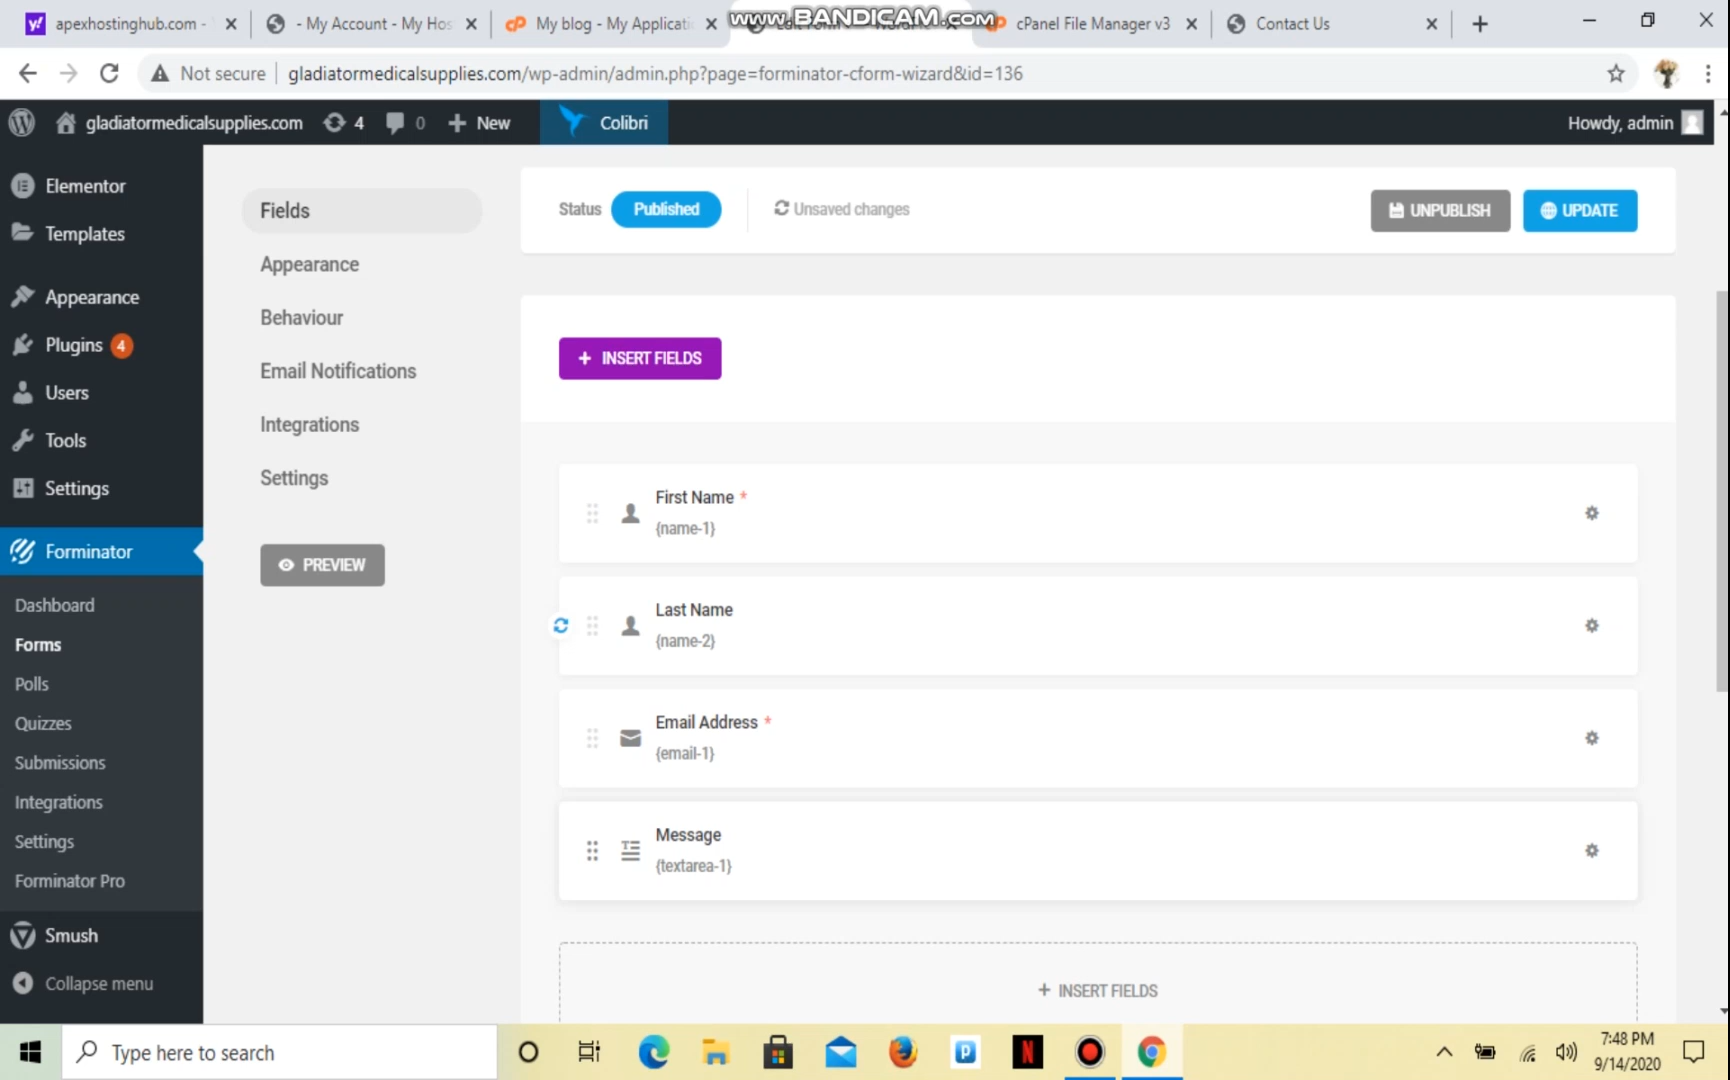 apexhostinghub.com -
- My Account - My Hos
My blog - My Applicati
www.BANDICAM.com
cPanel File Manager v3
Contact Us
Not secure
gladiatormedicalsupplies.com/wp-admin/admin.php?page=forminator-cform-wizard&id=136
gladiatormedicalsupplies.com
4
0
New
Colibri
Howdy, admin
Elementor
Templates
Appearance
Plugins 4
Users
Tools
Settings
Forminator
Dashboard
Forms
Polls
Quizzes
Submissions
Integrations
Settings
Forminator Pro
Smush
Collapse menu
Fields
Appearance
Behaviour
Email Notifications
Integrations
Settings
PREVIEW
Status Published
Unsaved changes
UNPUBLISH
UPDATE
+ INSERT FIELDS
First Name *
{name-1}
Last Name
{name-2}
Email Address *
{email-1}
Message
{textarea-1}
+ INSERT FIELDS
Type here to search
7:48 PM
9/14/2020